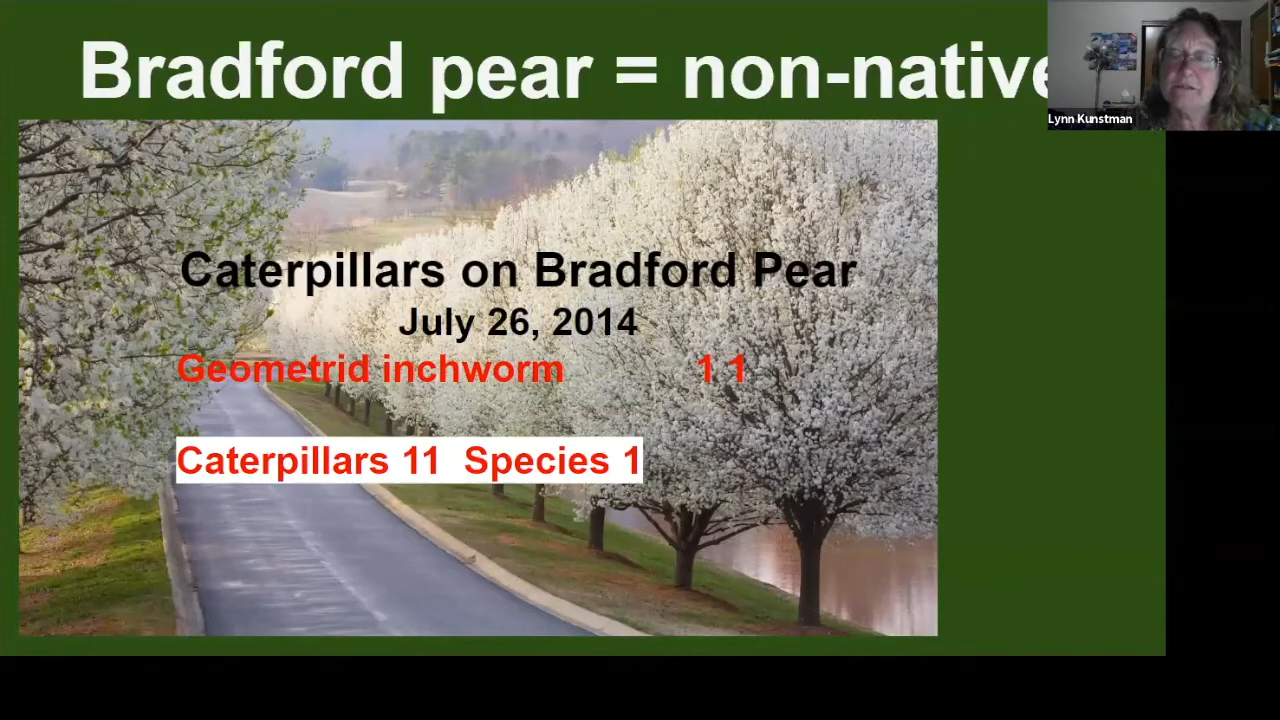 Bradford pear = non-native
Lynn Kunstman
Caterpillars on Bradford Pear
July 26, 2014
Geometrid inchworm 1 1
Caterpillars 11 Species 1